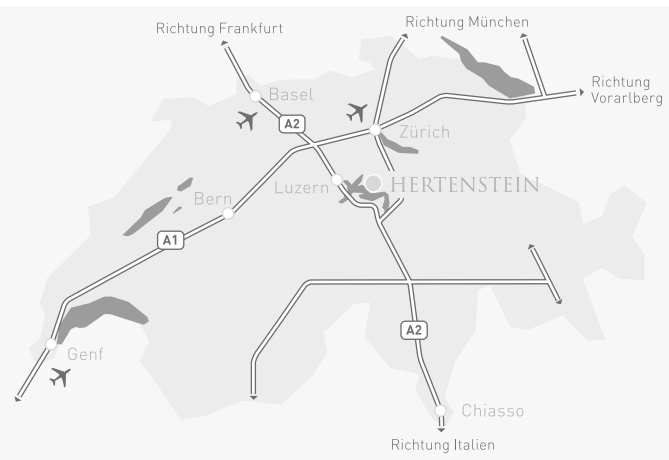 Richtung Frankfurt
Richtung München
Richtung
Vorarlberg
Basel
A2
Zürich
Luzern
HERTENSTEIN
Bern
A1
A2
Genf
Chiasso
Richtung Italien